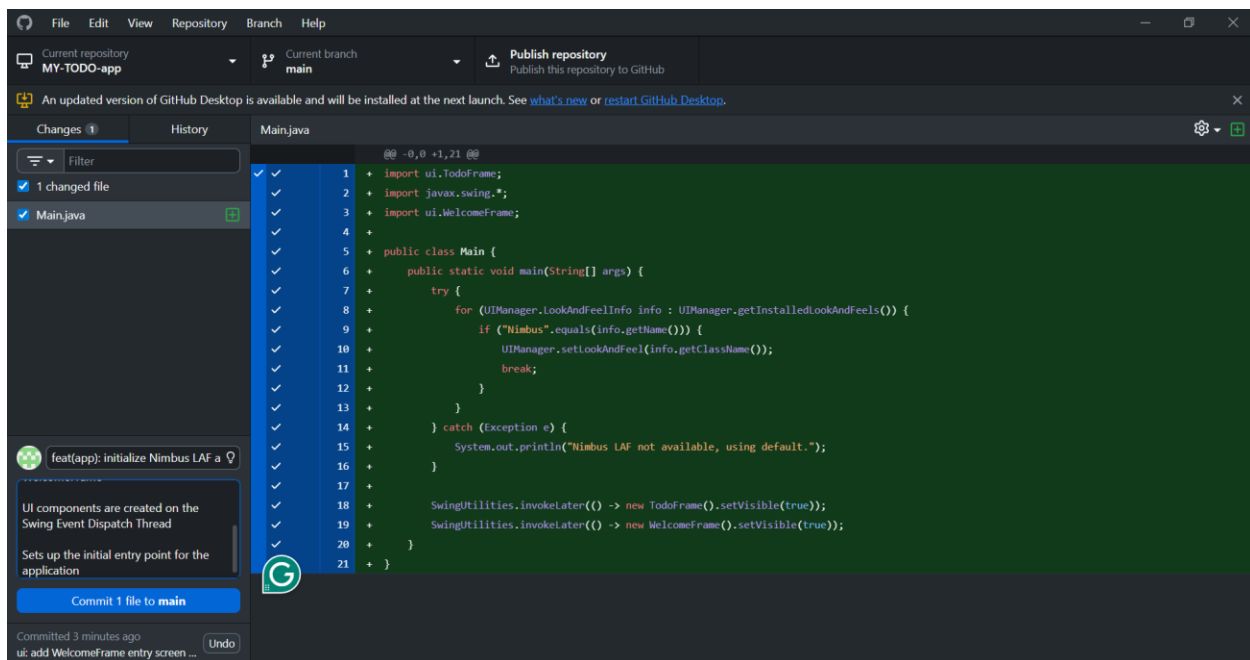 File Edit View Repository Branch Help
Current repository
MY-TODO-app
Current branch
main
Publish repository
Publish this repository to GitHub
An updated version of GitHub Desktop is available and will be installed at the next launch. See what's new or restart GitHub Desktop.
Changes 1 History
Main.java
Filter
1 changed file
Main.java
@@ -0,0 +1,21 @@
1 + import ui.TodoFrame;
2 + import javax.swing.*;
3 + import ui.WelcomeFrame;
4 +
5 + public class Main {
6 +     public static void main(String[] args) {
7 +         try {
8 +             for (UIManager.LookAndFeelInfo info : UIManager.getInstalledLookAndFeels()) {
9 +                 if ("Nimbus".equals(info.getName())) {
10 +                     UIManager.setLookAndFeel(info.getClassName());
11 +                     break;
12 +                 }
13 +             }
14 +         } catch (Exception e) {
15 +             System.out.println("Nimbus LAF not available, using default.");
16 +         }
17 +
18 +         SwingUtilities.invokeLater(() -> new TodoFrame().setVisible(true));
19 +         SwingUtilities.invokeLater(() -> new WelcomeFrame().setVisible(true));
20 +     }
21 + }
feat(app): initialize Nimbus LAF a
UI components are created on the
Swing Event Dispatch Thread
Sets up the initial entry point for the
application
Commit 1 file to main
Committed 3 minutes ago
ui: add WelcomeFrame entry screen ...
Undo
G